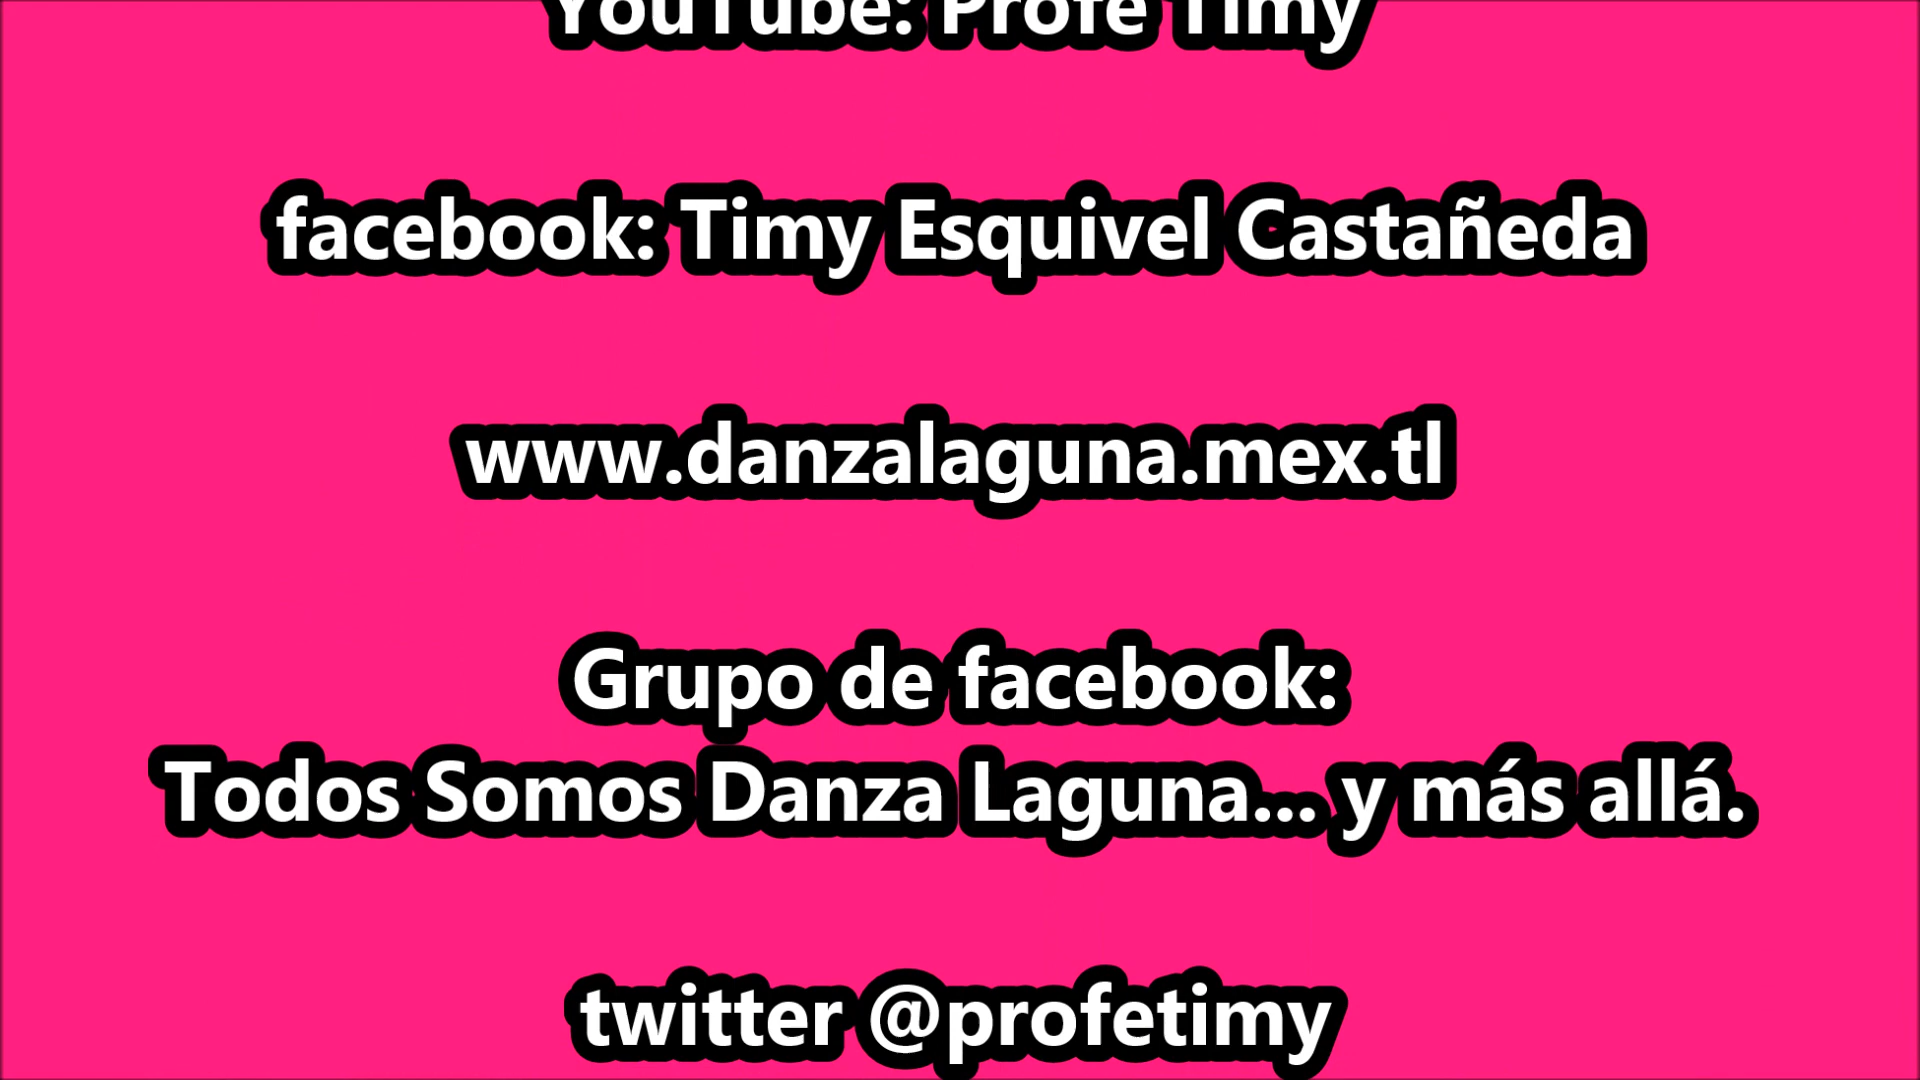 YouTube: Profe Timy
facebook: Timy Esquivel Castañeda
www.danzalaguna.mex.tl
Grupo de facebook:
Todos Somos Danza Laguna... y más allá.
twitter @profetimy